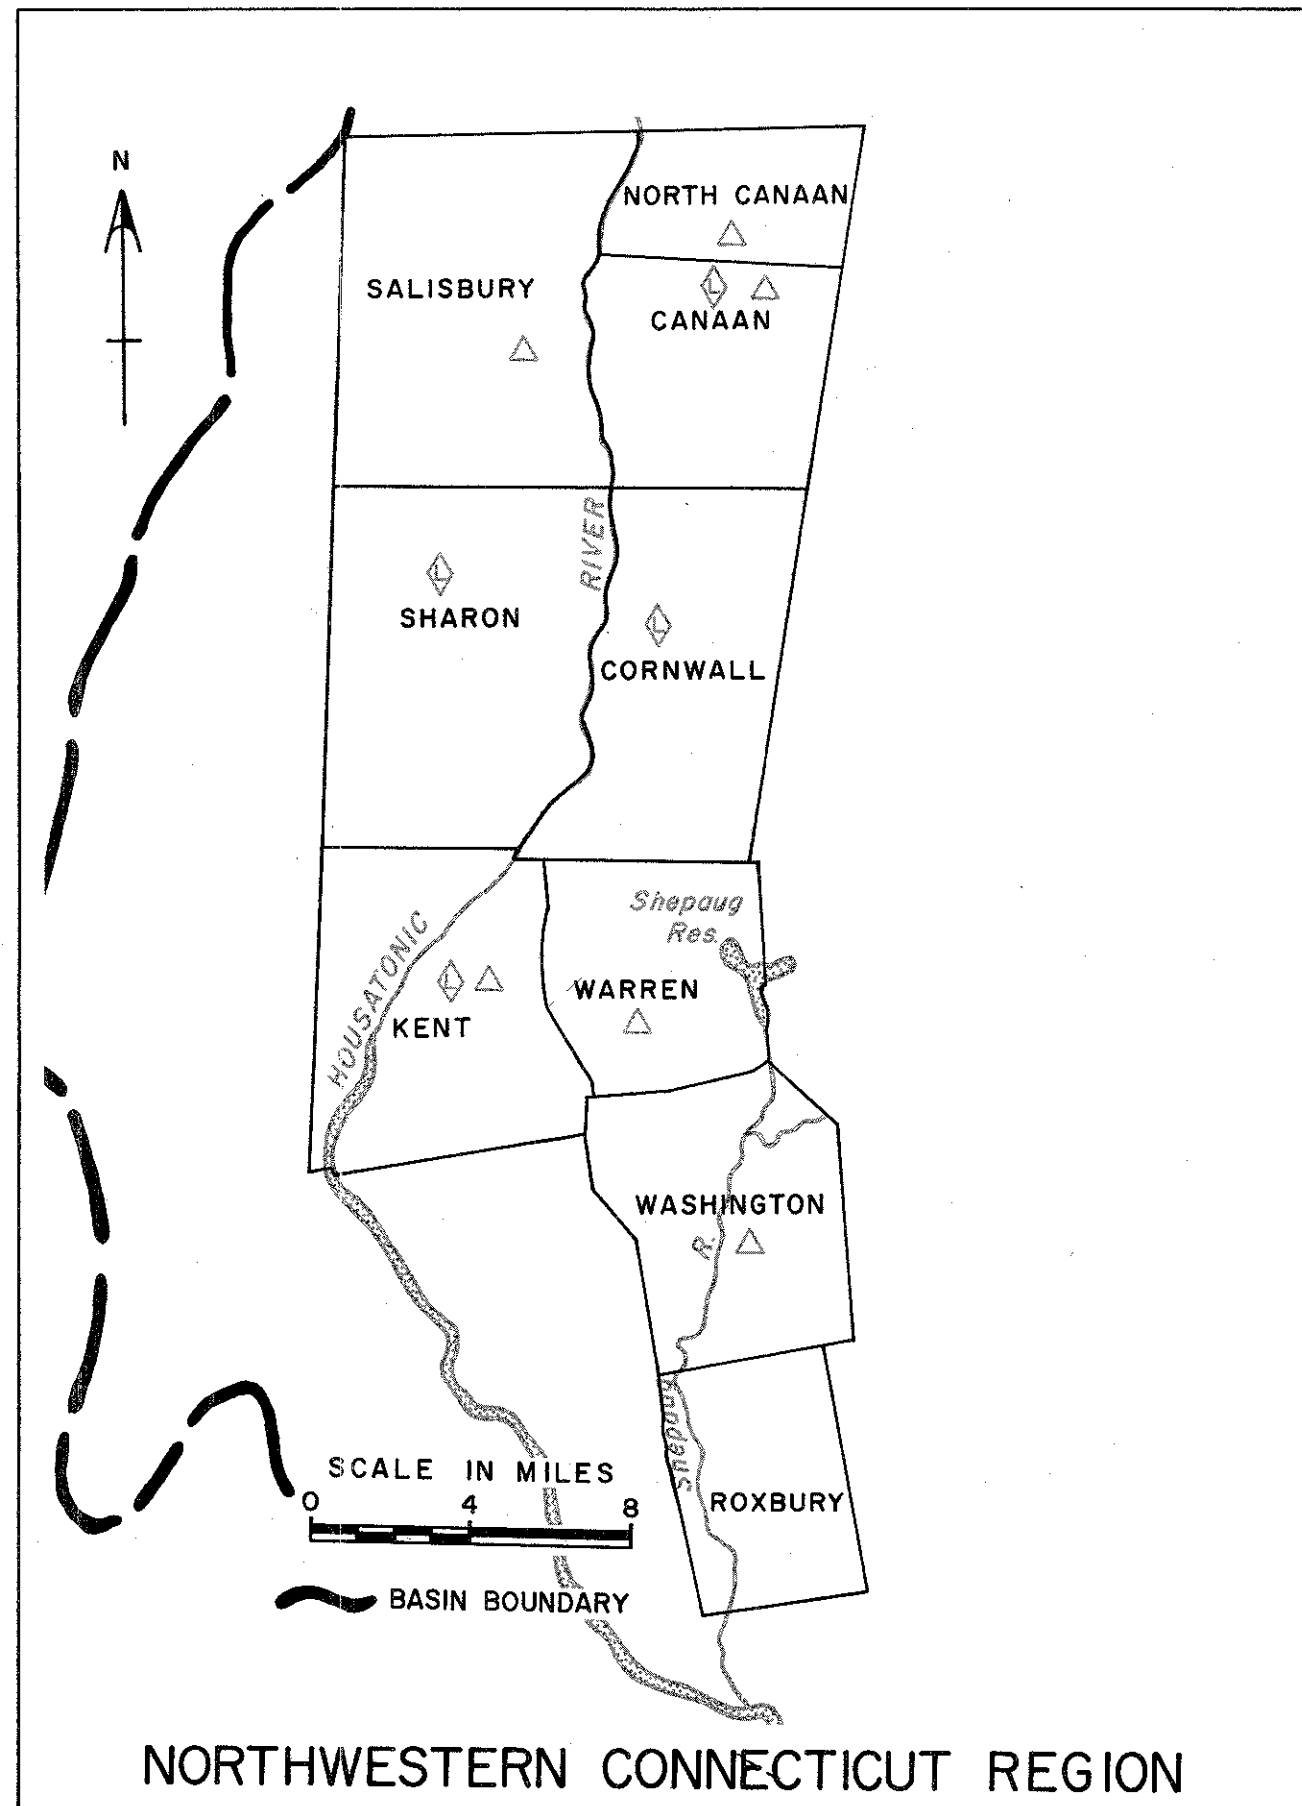 N
NORTH CANAAN
SALISBURY
L
CANAAN
RIVER
L
SHARON
L
CORNWALL
Shepaug
Res.
HOUSATONIC
L
KENT
WARREN
WASHINGTON
R.
Shepaug
SCALE IN MILES
0 4 8
ROXBURY
BASIN BOUNDARY
NORTHWESTERN CONNECTICUT REGION